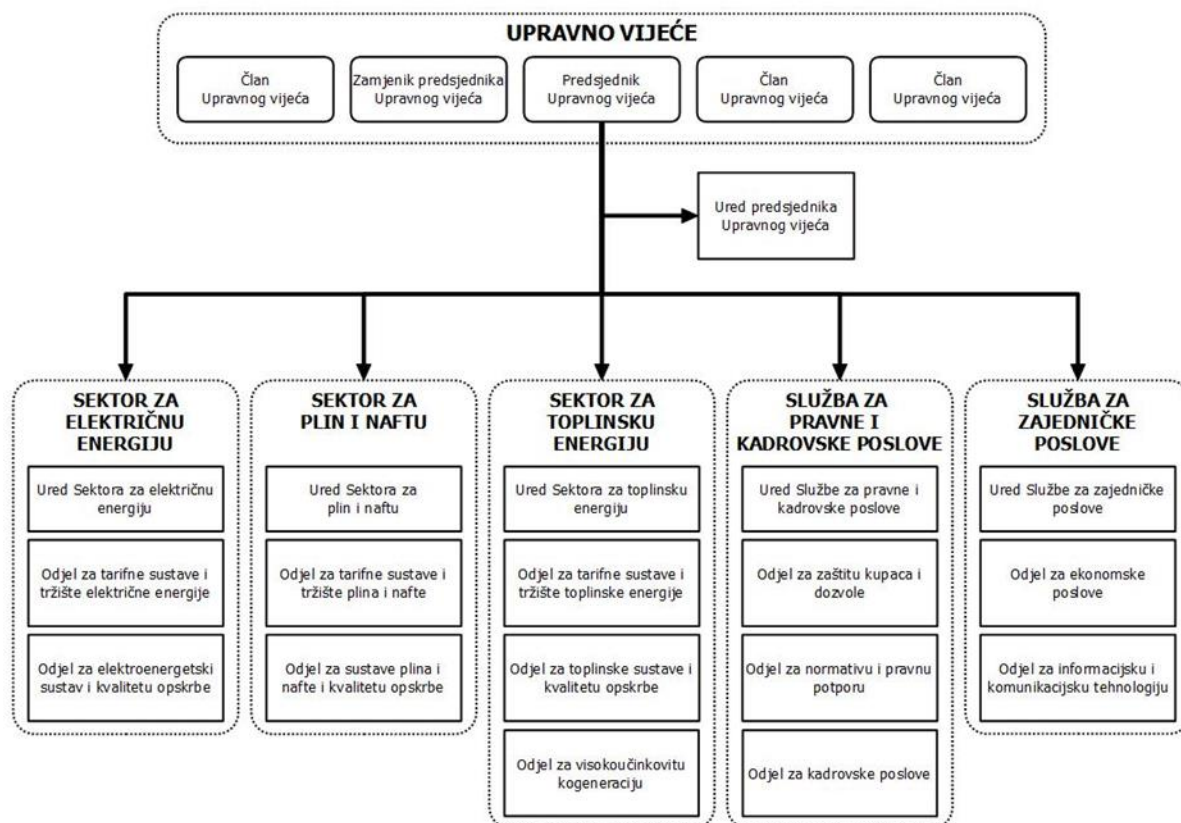 UPRAVNO VIJEĆE
Član
Upravnog vijeća
Zamjenik predsjednika
Upravnog vijeća
Predsjednik
Upravnog vijeća
Član
Upravnog vijeća
Član
Upravnog vijeća
Ured predsjednika
Upravnog vijeća
SEKTOR ZA
ELEKTRIČNU
ENERGIJU
Ured Sektora za električnu
energiju
Odjel za tarifne sustave i
tržište električne energije
Odjel za elektroenergetski
sustav i kvalitetu opskrbe
SEKTOR ZA
PLIN I NAFTU
Ured Sektora za
plin i naftu
Odjel za tarifne sustave i
tržište plina i nafte
Odjel za sustave plina i
nafte i kvalitetu opskrbe
SEKTOR ZA
TOPLINSKU
ENERGIJU
Ured Sektora za toplinsku
energiju
Odjel za tarifne sustave i
tržište toplinske energije
Odjel za toplinske sustave i
kvalitetu opskrbe
Odjel za visokoučinkovitu
kogeneraciju
SLUŽBA ZA
PRAVNE I
KADROVSKE POSLOVE
Ured Službe za pravne i
kadrovske poslove
Odjel za zaštitu kupaca i
dozvole
Odjel za normativu i pravnu
potporu
Odjel za kadrovske poslove
SLUŽBA ZA
ZAJEDNIČKE
POSLOVE
Ured Službe za zajedničke
poslove
Odjel za ekonomske
poslove
Odjel za informacijsku i
komunikacijsku tehnologiju